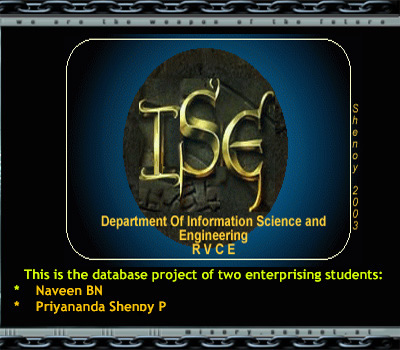 we are the weapon of the future
ISE
Department Of Information Science and
Engineering
R V C E
Shenoy 2003
This is the database project of two enterprising students:
* Naveen BN
* Priyananda Shenoy P